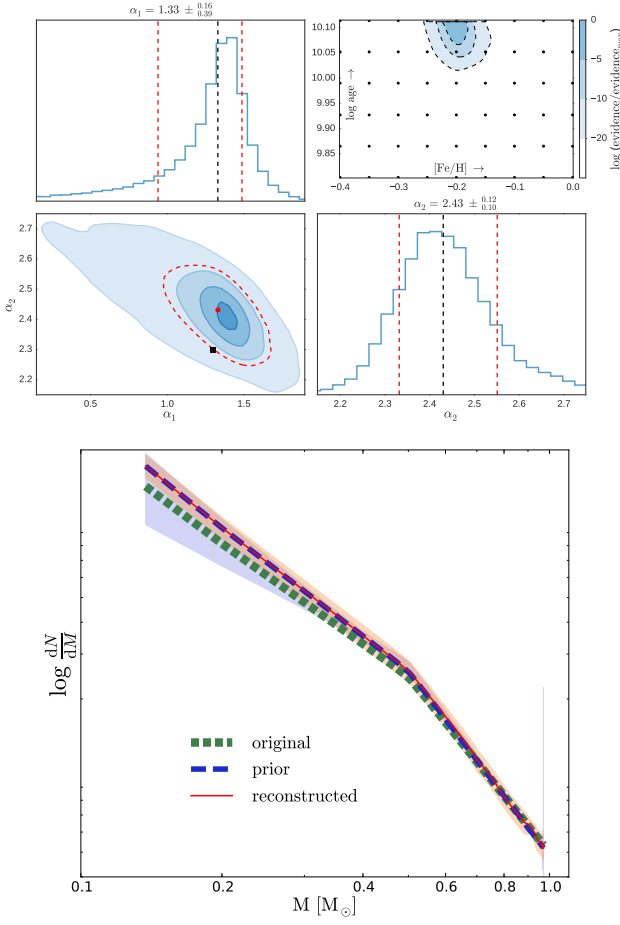 α₁ = 1.33 ± 0.16 0.39
10.10
10.05
10.00
9.95
9.90
9.85
log age →
[Fe/H] →
−0.4 −0.3 −0.2 −0.1 0.0
0
−5
−10
−20
log (evidence/evidence_max)
α₂ = 2.43 ± 0.12 0.10
2.7
2.6
2.5
2.4
2.3
2.2
α₂
0.5 1.0 1.5
α₁
2.2 2.3 2.4 2.5 2.6 2.7
α₂
log dN/dM
original
prior
reconstructed
0.1 0.2 0.4 0.6 0.8 1.0
M [M⊙]